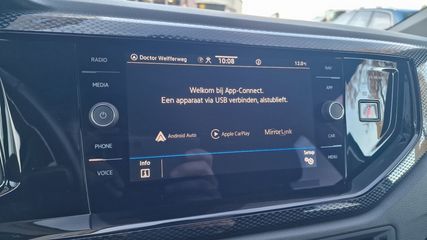 RADIO
MEDIA
PHONE
VOICE
Doctor Welfferweg
10:08
12.0°C
Welkom bij App-Connect.
Een apparaat via USB verbinden, alstublieft.
Android Auto
Apple CarPlay
MirrorLink
Info
Setup
NAV
APP
CAR
MENU